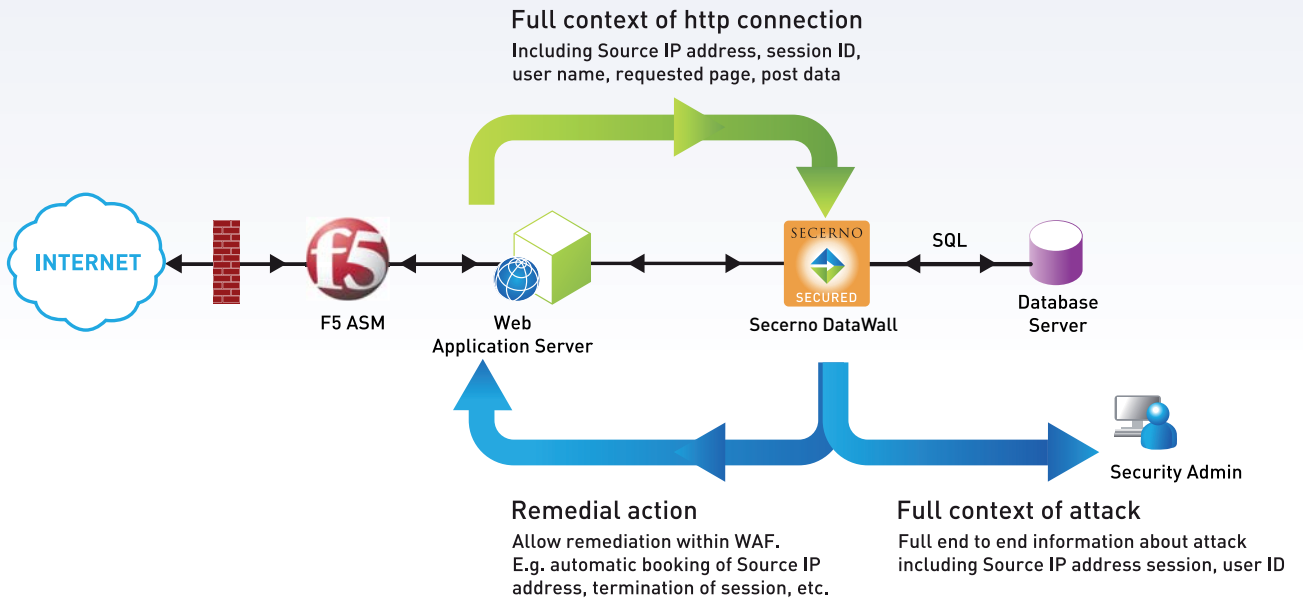 Full context of http connection
Including Source IP address, session ID,
user name, requested page, post data
INTERNET
f5
F5 ASM
Web
Application Server
SECERNO
SECURED
Secerno DataWall
SQL
Database
Server
Security Admin
Remedial action
Allow remediation within WAF.
E.g. automatic booking of Source IP
address, termination of session, etc.
Full context of attack
Full end to end information about attack
including Source IP address session, user ID